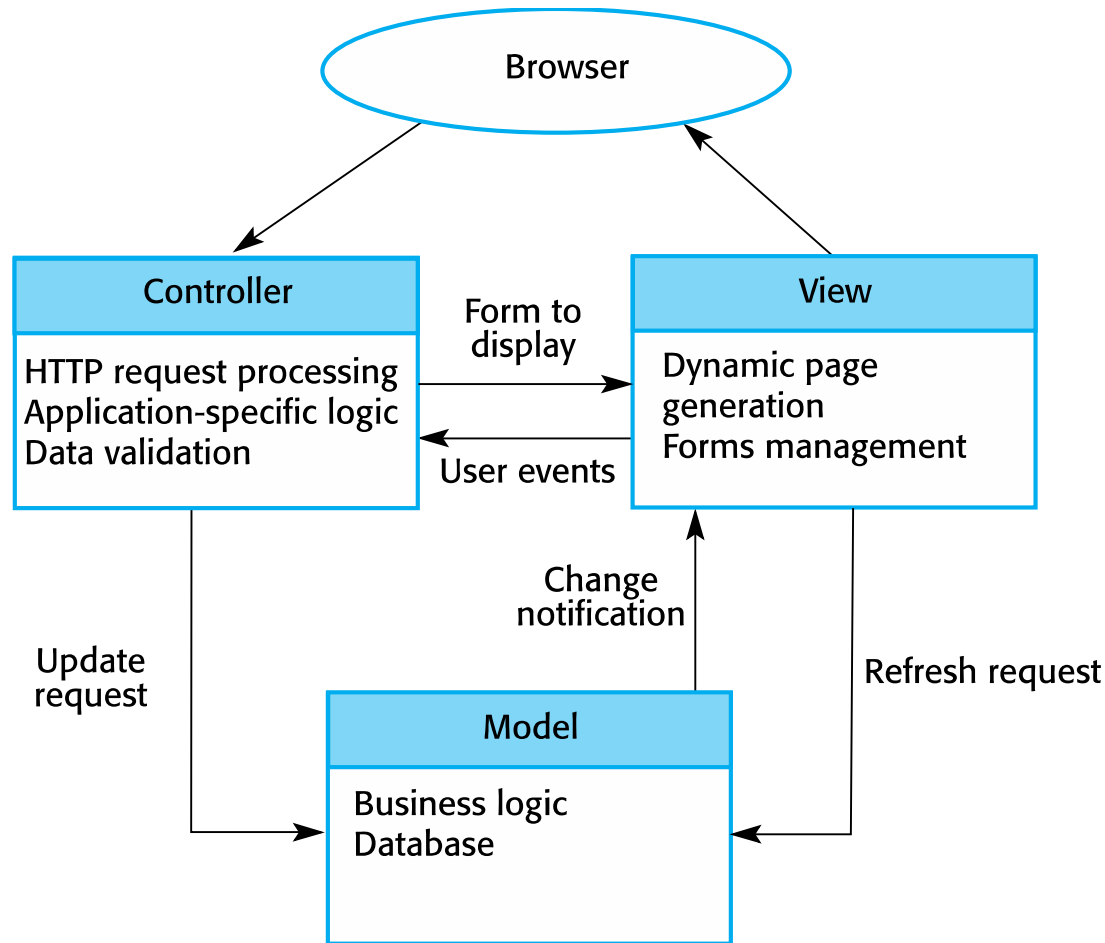 Browser
Controller
HTTP request processing
Application-specific logic
Data validation
Form to
display
User events
View
Dynamic page
generation
Forms management
Update
request
Change
notification
Refresh request
Model
Business logic
Database